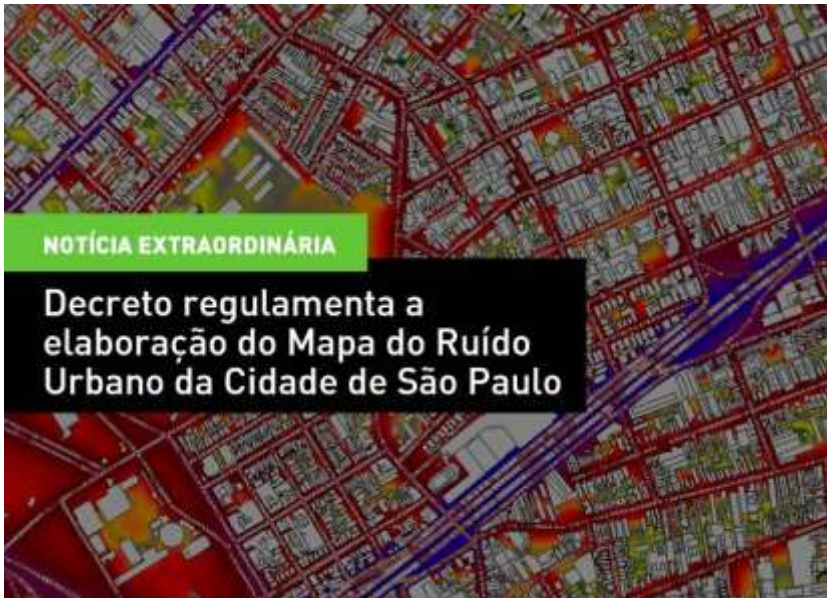 NOTÍCIA EXTRAORDINÁRIA
Decreto regulamenta a
elaboração do Mapa do Ruído
Urbano da Cidade de São Paulo